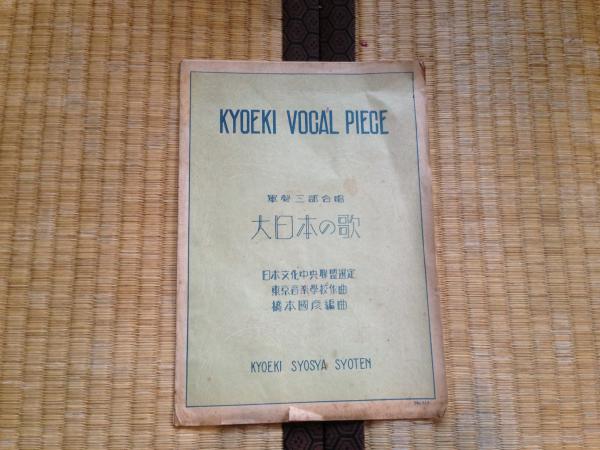 KYOEKI VOCAL PIECE
聲三部合唱
大日本の歌
日本文化中央聯盟選定
東京音楽學校作曲
橋本國彦編曲
KYOEKI SYOSYA SYOTEN